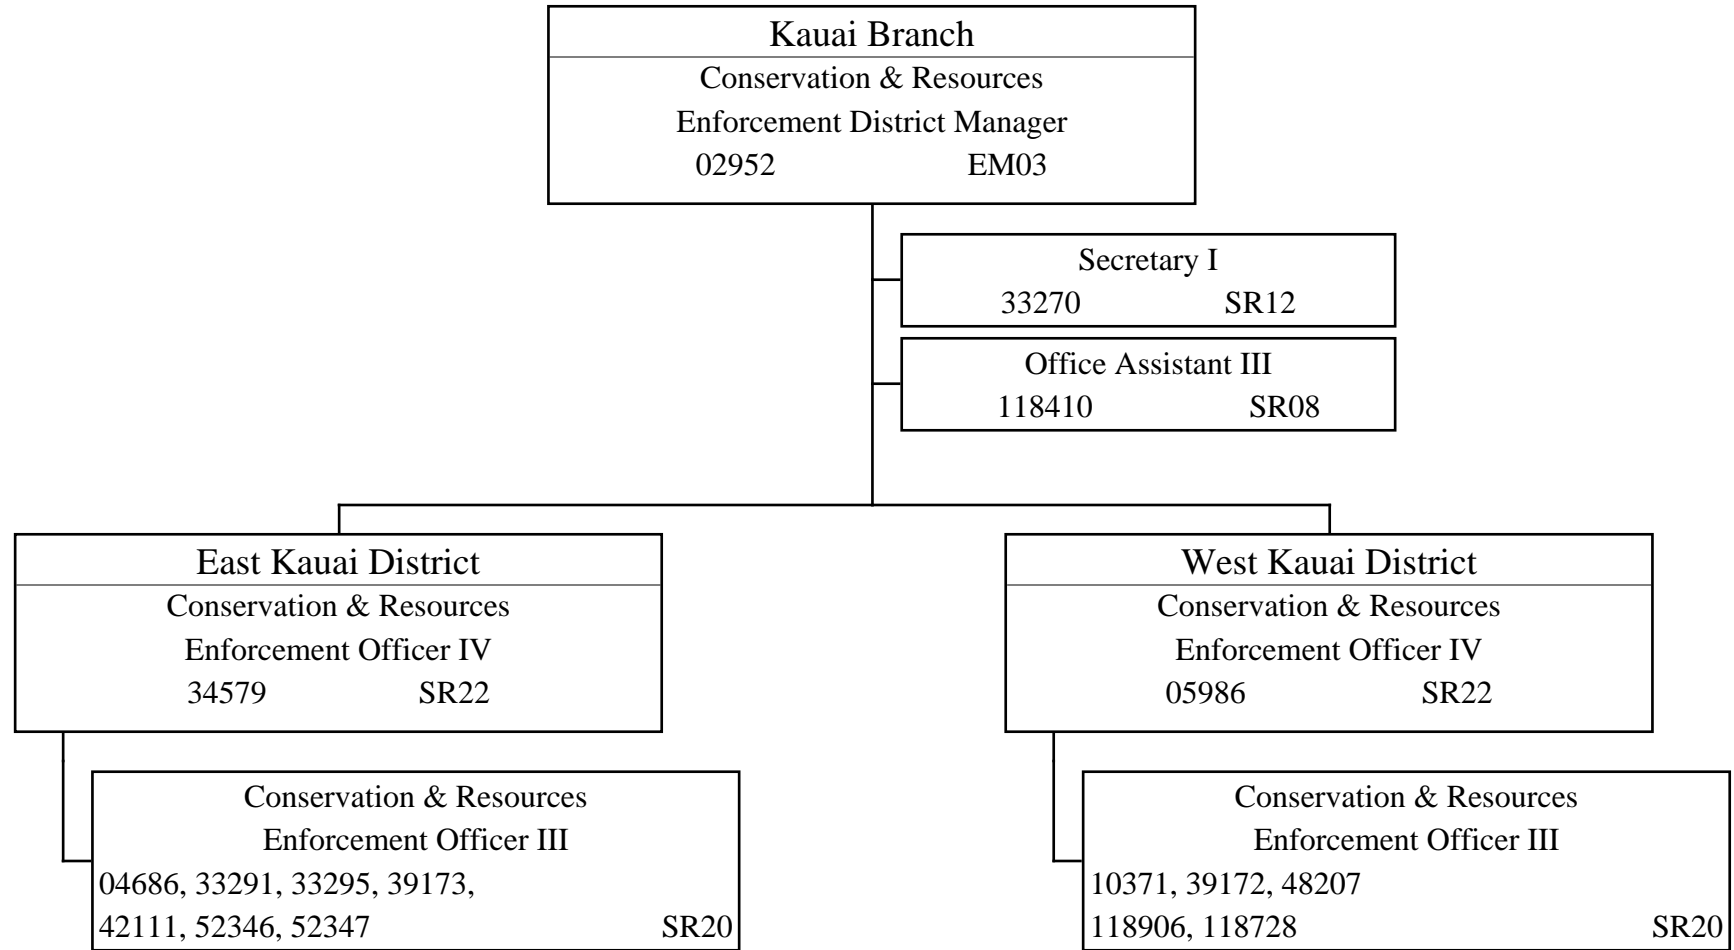 Kauai Branch
Conservation & Resources
Enforcement District Manager
02952 EM03
Secretary I
33270 SR12
Office Assistant III
118410 SR08
East Kauai District
Conservation & Resources
Enforcement Officer IV
34579 SR22
Conservation & Resources
Enforcement Officer III
04686, 33291, 33295, 39173,
42111, 52346, 52347 SR20
West Kauai District
Conservation & Resources
Enforcement Officer IV
05986 SR22
Conservation & Resources
Enforcement Officer III
10371, 39172, 48207
118906, 118728 SR20